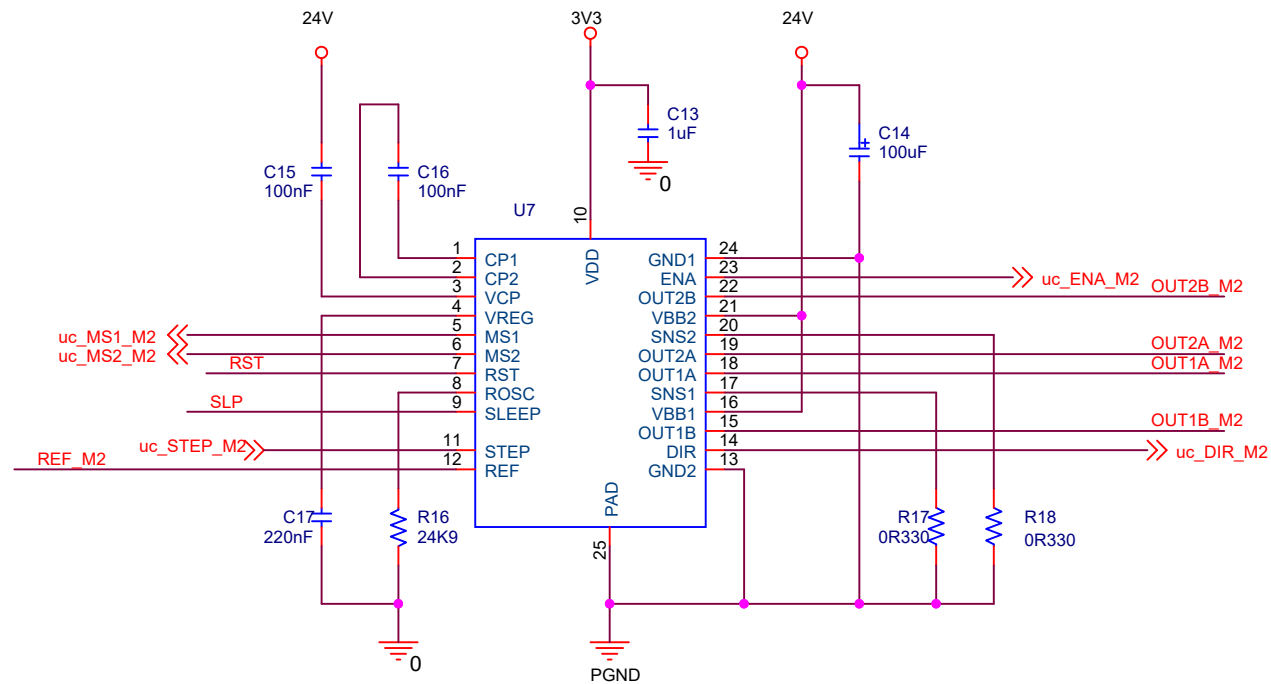 24V
3V3
24V
C13
1uF
0
C14
100uF
+
C15
100nF
C16
100nF
U7
10
VDD
1
CP1
2
CP2
3
VCP
4
VREG
5
MS1
6
MS2
7
RST
8
ROSC
9
SLEEP
11
STEP
12
REF
24
GND1
23
ENA
22
OUT2B
21
VBB2
20
SNS2
19
OUT2A
18
OUT1A
17
SNS1
16
VBB1
15
OUT1B
14
DIR
13
GND2
PAD
25
uc_MS1_M2
uc_MS2_M2
RST
SLP
uc_STEP_M2
REF_M2
uc_ENA_M2
OUT2B_M2
OUT2A_M2
OUT1A_M2
OUT1B_M2
uc_DIR_M2
C17
220nF
R16
24K9
R17
0R330
R18
0R330
0
PGND